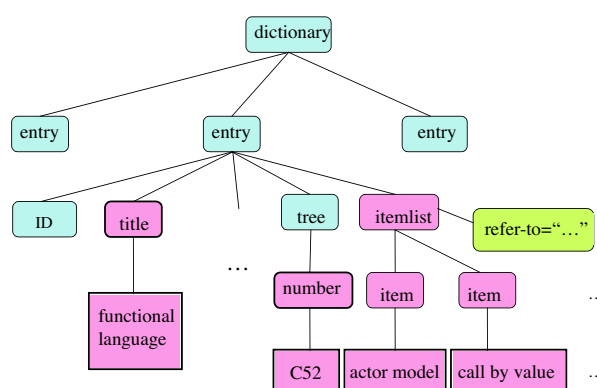 dictionary
entry entry entry
ID title tree itemlist refer-to=“...”
...
number item item ...
functional
language
C52 actor model call by value ...